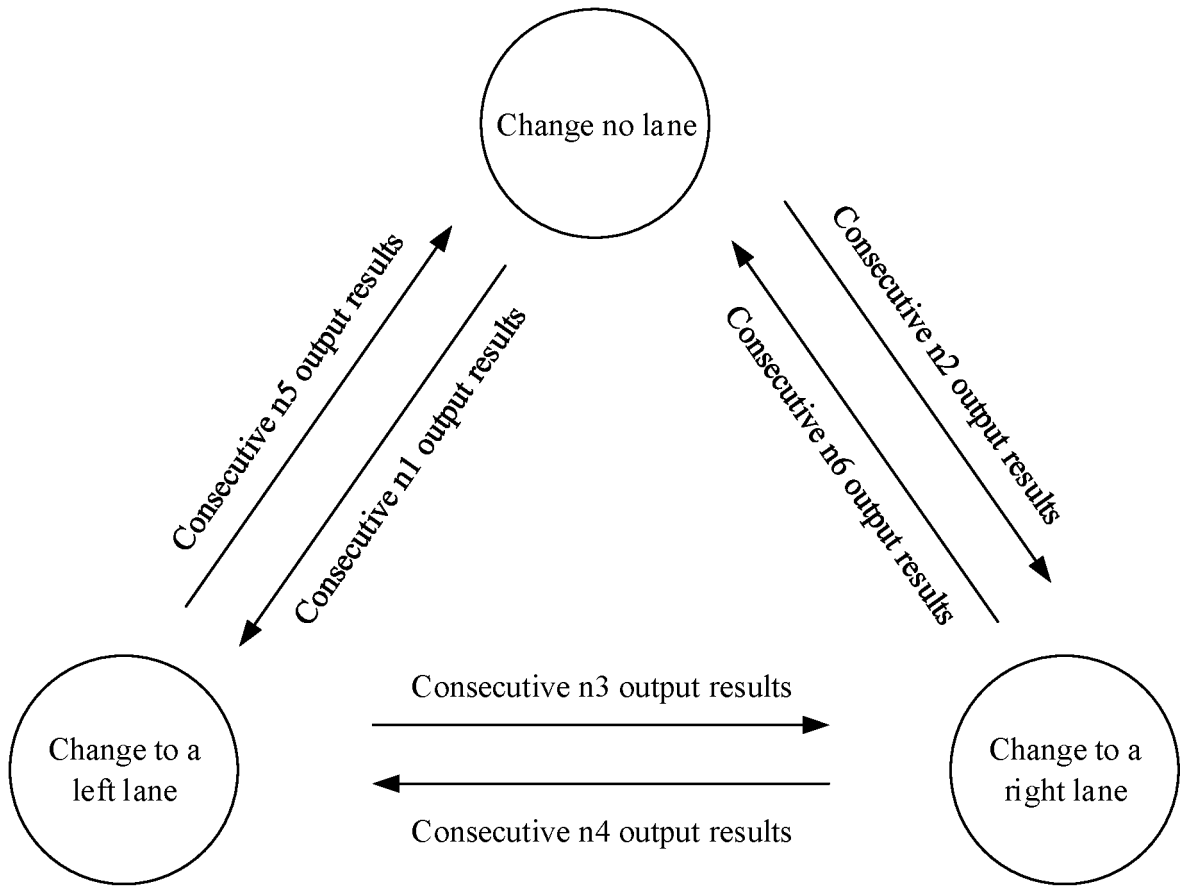 Change no lane
Consecutive n5 output results
Consecutive n1 output results
Consecutive n2 output results
Consecutive n6 output results
Change to a
left lane
Consecutive n3 output results
Consecutive n4 output results
Change to a
right lane